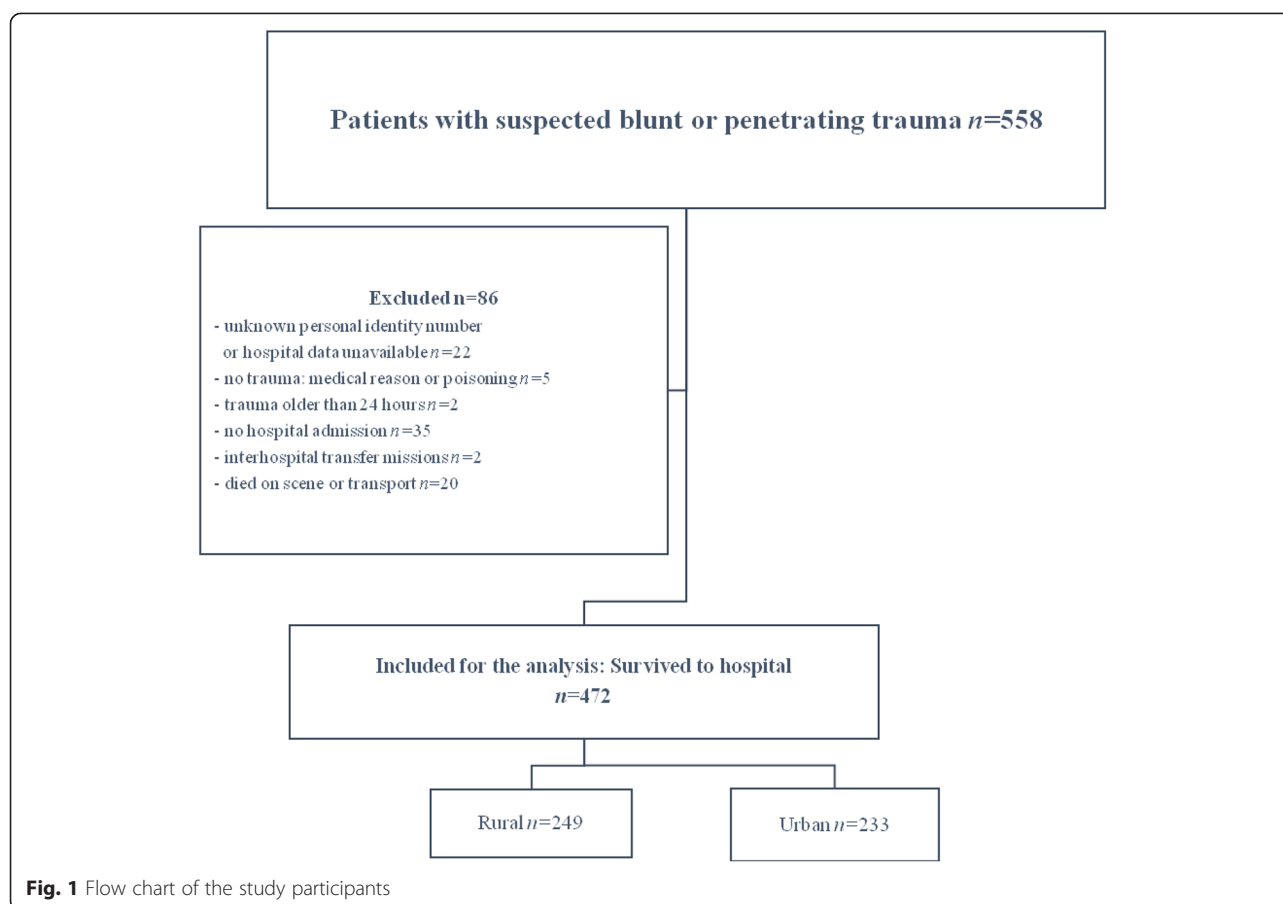 Patients with suspected blunt or penetrating trauma n=558
Excluded n=86
- unknown personal identity number
or hospital data unavailable n=22
- no trauma: medical reason or poisoning n=5
- trauma older than 24 hours n=2
- no hospital admission n=35
- interhospital transfer missions n=2
- died on scene or transport n=20
Included for the analysis: Survived to hospital
n=472
Rural n=249
Urban n=233
Fig. 1 Flow chart of the study participants